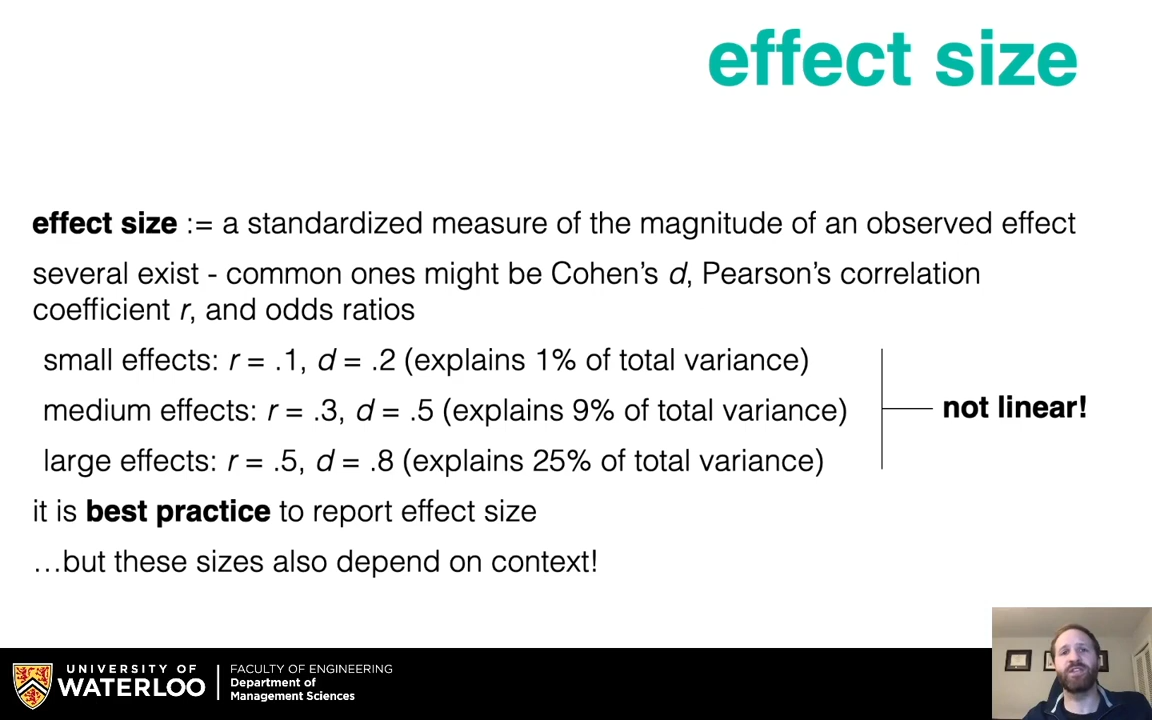 effect size
effect size := a standardized measure of the magnitude of an observed effect
several exist - common ones might be Cohen’s d, Pearson’s correlation
coefficient r, and odds ratios
small effects: r = .1, d = .2 (explains 1% of total variance)
medium effects: r = .3, d = .5 (explains 9% of total variance)
not linear!
large effects: r = .5, d = .8 (explains 25% of total variance)
it is best practice to report effect size
…but these sizes also depend on context!
UNIVERSITY OF
WATERLOO
FACULTY OF ENGINEERING
Department of
Management Sciences